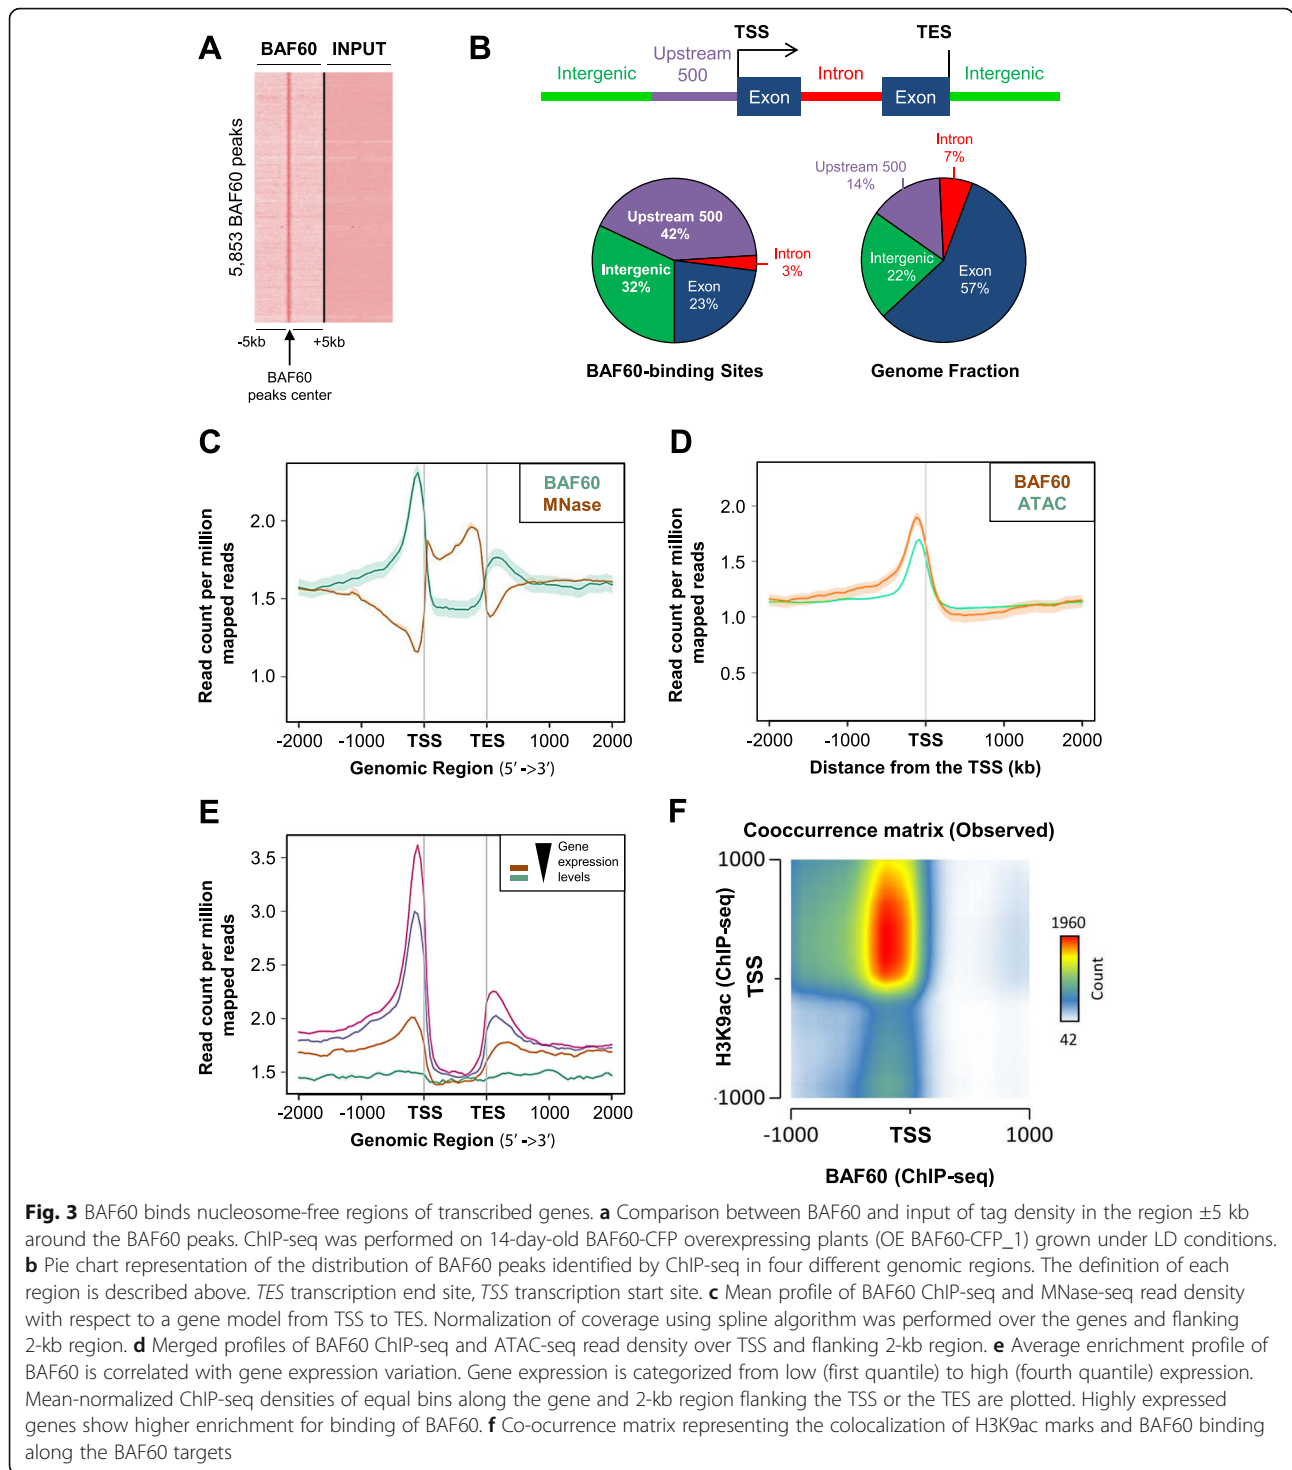 A
BAF60 INPUT
5,853 BAF60 peaks
-5kb +5kb
BAF60
peaks center
B
TSS TES
Intergenic Upstream
500 Exon Intron Exon Intergenic
Upstream 500
42%
Intron
3%
Exon
23%
Intergenic
32%
BAF60-binding Sites
Upstream 500
14%
Intron
7%
Intergenic
22%
Exon
57%
Genome Fraction
C
BAF60
MNase
Read count per million
mapped reads
2.0
1.5
1.0
-2000 -1000 TSS TES 1000 2000
Genomic Region (5' ->3')
D
BAF60
ATAC
Read count per million
mapped reads
2.0
1.5
1.0
0.5
-2000 -1000 TSS 1000 2000
Distance from the TSS (kb)
E
Gene
expression
levels
Read count per million
mapped reads
3.5
3.0
2.5
2.0
1.5
-2000 -1000 TSS TES 1000 2000
Genomic Region (5' ->3')
F
Cooccurrence matrix (Observed)
1000
H3K9ac (ChIP-seq)
TSS
-1000
-1000 TSS 1000
BAF60 (ChIP-seq)
1960
Count
42
Fig. 3 BAF60 binds nucleosome-free regions of transcribed genes. a Comparison between BAF60 and input of tag density in the region ±5 kb
around the BAF60 peaks. ChIP-seq was performed on 14-day-old BAF60-CFP overexpressing plants (OE BAF60-CFP_1) grown under LD conditions.
b Pie chart representation of the distribution of BAF60 peaks identified by ChIP-seq in four different genomic regions. The definition of each
region is described above. TES transcription end site, TSS transcription start site. c Mean profile of BAF60 ChIP-seq and MNase-seq read density
with respect to a gene model from TSS to TES. Normalization of coverage using spline algorithm was performed over the genes and flanking
2-kb region. d Merged profiles of BAF60 ChIP-seq and ATAC-seq read density over TSS and flanking 2-kb region. e Average enrichment profile of
BAF60 is correlated with gene expression variation. Gene expression is categorized from low (first quantile) to high (fourth quantile) expression.
Mean-normalized ChIP-seq densities of equal bins along the gene and 2-kb region flanking the TSS or the TES are plotted. Highly expressed
genes show higher enrichment for binding of BAF60. f Co-ocurrence matrix representing the colocalization of H3K9ac marks and BAF60 binding
along the BAF60 targets